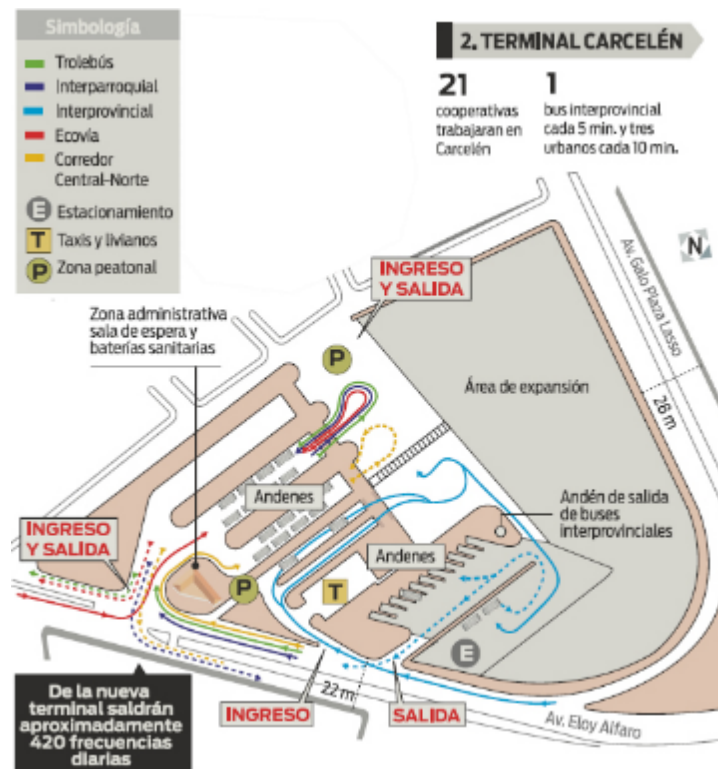 Simbología
Trolebús
Interparroquial
Interprovincial
Ecovía
Corredor
Central-Norte
E Estacionamiento
T Taxis y livianos
P Zona peatonal
2. TERMINAL CARCELÉN
21
cooperativas
trabajaran en
Carcelén
1
bus interprovincial
cada 5 min. y tres
urbanos cada 10 min.
N
Av. Galo Plaza Lasso
26 m
INGRESO
Y SALIDA
Zona administrativa
sala de espera y
baterías sanitarias
P
Área de expansión
Andenes
Andén de salida
de buses
interprovinciales
INGRESO
Y SALIDA
Andenes
P
T
E
22 m
INGRESO
SALIDA
Av. Eloy Alfaro
De la nueva
terminal saldrán
aproximadamente
420 frecuencias
diarias